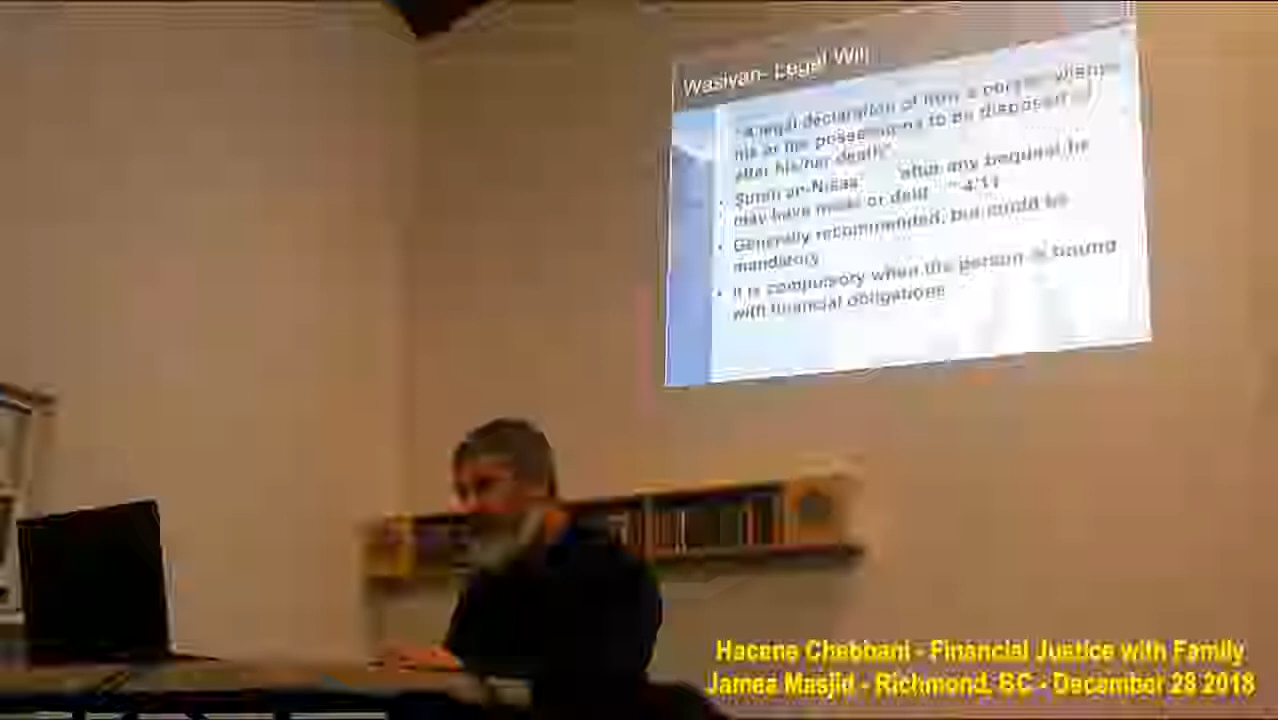 Wasiyah- Legal Will
"A legal declaration of how a person wishes
his or her possessions to be disposed of
after his/her death"
• Surah an-Nisaa' "after any bequest he
may have made or debt " 4:11
• Generally recommended, but could be
mandatory
• It is compulsory when the person is bound
with financial obligations
Hacene Chebbani - Financial Justice with Family
Jamea Masjid - Richmond, BC - December 28 2018